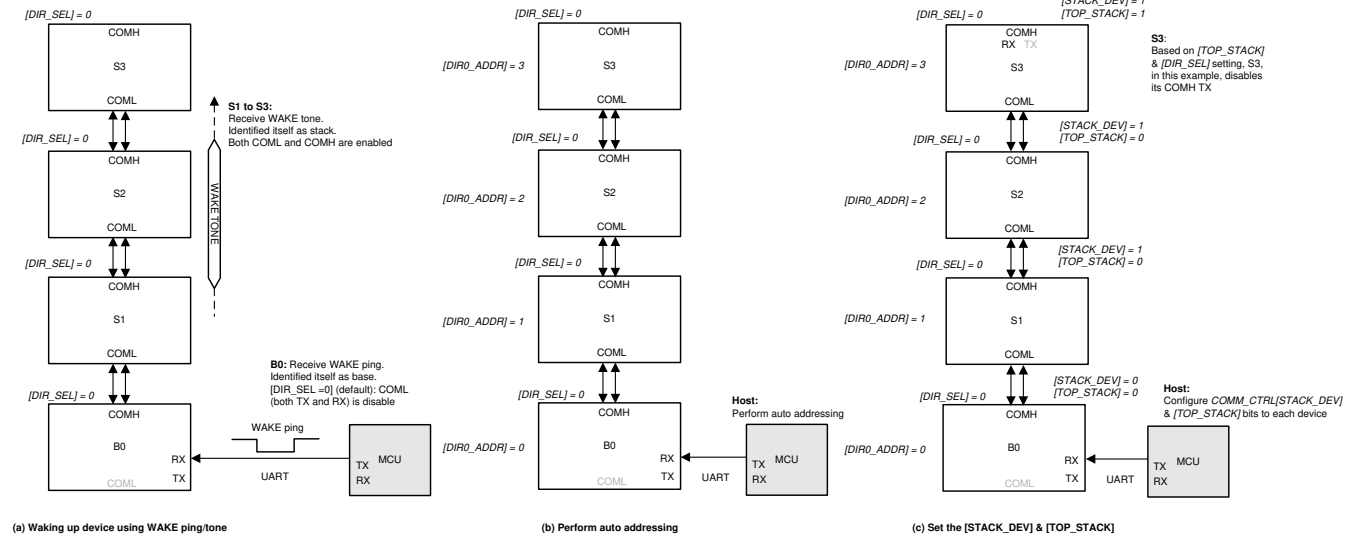 [DIR_SEL] = 0
COMH
S3
COML
[DIR_SEL] = 0
COMH
S2
COML
[DIR_SEL] = 0
COMH
S1
COML
[DIR_SEL] = 0
COMH
B0
RX
TX
COML
S1 to S3:
Receive WAKE tone.
Identified itself as stack.
Both COML and COMH are enabled
WAKE TONE
B0: Receive WAKE ping.
Identified itself as base.
[DIR_SEL =0] (default): COML
(both TX and RX) is disable
WAKE ping
UART
TX
RX
MCU
(a) Waking up device using WAKE ping/tone
[DIR_SEL] = 0
COMH
[DIR0_ADDR] = 3
S3
COML
[DIR_SEL] = 0
COMH
[DIR0_ADDR] = 2
S2
COML
[DIR_SEL] = 0
COMH
[DIR0_ADDR] = 1
S1
COML
[DIR_SEL] = 0
COMH
[DIR0_ADDR] = 0
B0
RX
TX
COML
Host:
Perform auto addressing
UART
TX
RX
MCU
(b) Perform auto addressing
[STACK_DEV] = 1
[TOP_STACK] = 1
[DIR_SEL] = 0
COMH
RX TX
[DIR0_ADDR] = 3
S3
COML
S3:
Based on [TOP_STACK]
& [DIR_SEL] setting, S3,
in this example, disables
its COMH TX
[STACK_DEV] = 1
[TOP_STACK] = 0
[DIR_SEL] = 0
COMH
[DIR0_ADDR] = 2
S2
COML
[STACK_DEV] = 1
[TOP_STACK] = 0
[DIR_SEL] = 0
COMH
[DIR0_ADDR] = 1
S1
COML
[STACK_DEV] = 0
[TOP_STACK] = 0
[DIR_SEL] = 0
COMH
[DIR0_ADDR] = 0
B0
RX
TX
COML
Host:
Configure COMM_CTRL[STACK_DEV]
& [TOP_STACK] bits to each device
UART
TX
RX
MCU
(c) Set the [STACK_DEV] & [TOP_STACK]